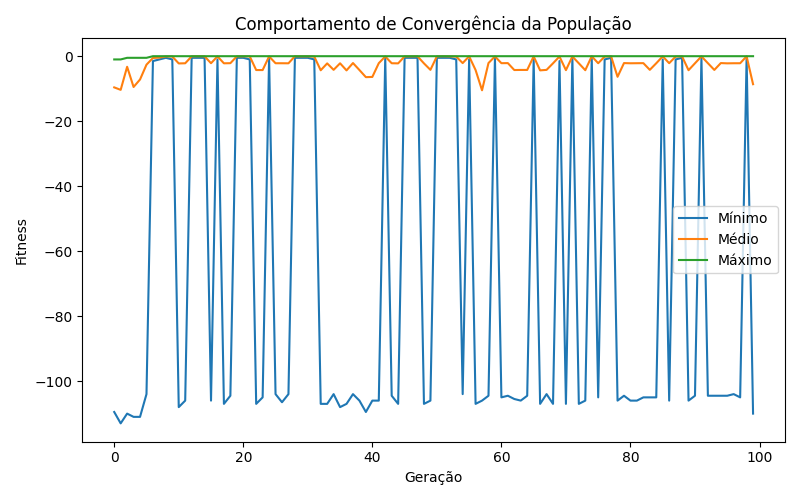 Comportamento de Convergência da População
Fitness
0
−20
−40
−60
−80
−100
Mínimo
Médio
Máximo
0 20 40 60 80 100
Geração